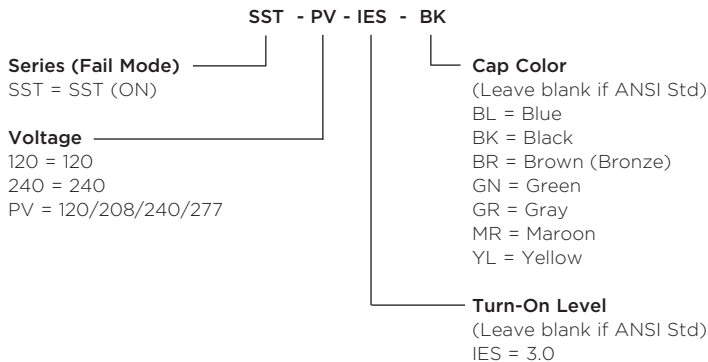 SST - PV - IES - BK
Series (Fail Mode)
SST = SST (ON)
Voltage
120 = 120
240 = 240
PV = 120/208/240/277
Cap Color
(Leave blank if ANSI Std)
BL = Blue
BK = Black
BR = Brown (Bronze)
GN = Green
GR = Gray
MR = Maroon
YL = Yellow
Turn-On Level
(Leave blank if ANSI Std)
IES = 3.0